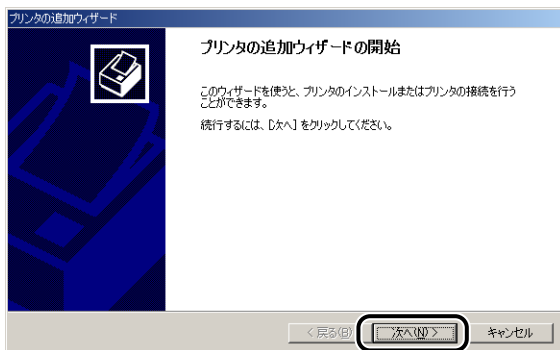 プリンタの追加ウィザード
プリンタの追加ウィザードの開始
このウィザードを使うと、プリンタのインストールまたはプリンタの接続を行う
ことができます。
続行するには、[次へ] をクリックしてください。
< 戻る(B)
次へ(N) >
キャンセル